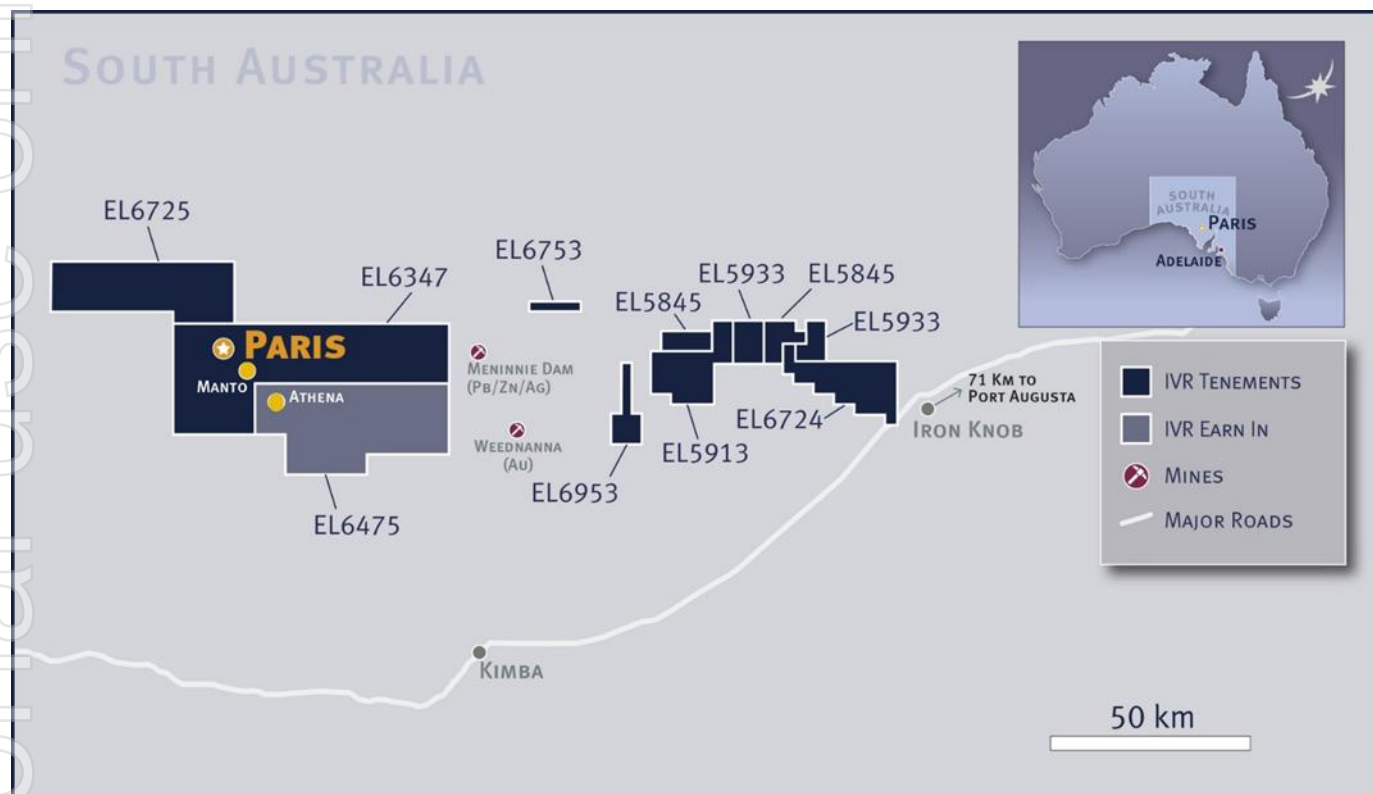 SOUTH AUSTRALIA
SOUTH
AUSTRALIA
PARIS
ADELAIDE
EL6725
EL6753
EL6347
EL5933
EL5845
EL5845
EL5933
PARIS
MENINNIE DAM
(Pb/Zn/Ag)
MANTO
ATHENA
71 KM TO
PORT AUGUSTA
IRON KNOB
EL6724
WEEDNANNA
(Au)
EL5913
EL6953
EL6475
KIMBA
IVR TENEMENTS
IVR EARN IN
MINES
MAJOR ROADS
50 km